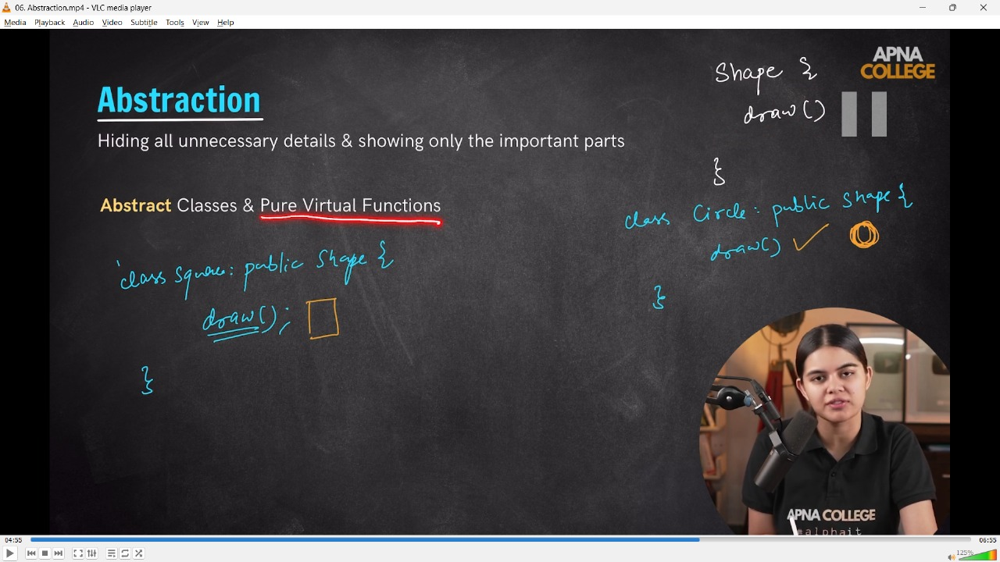 06. Abstraction.mp4 - VLC media player
Media Playback Audio Video Subtitle Tools View Help
APNA
COLLEGE
Shape {
draw()
}
Abstraction
Hiding all unnecessary details & showing only the important parts
Abstract Classes & Pure Virtual Functions
class Circle: public Shape {
draw()
}
class Square: public Shape {
draw();
}
APNA COLLEGE
#alphait
04:55
06:55
125%